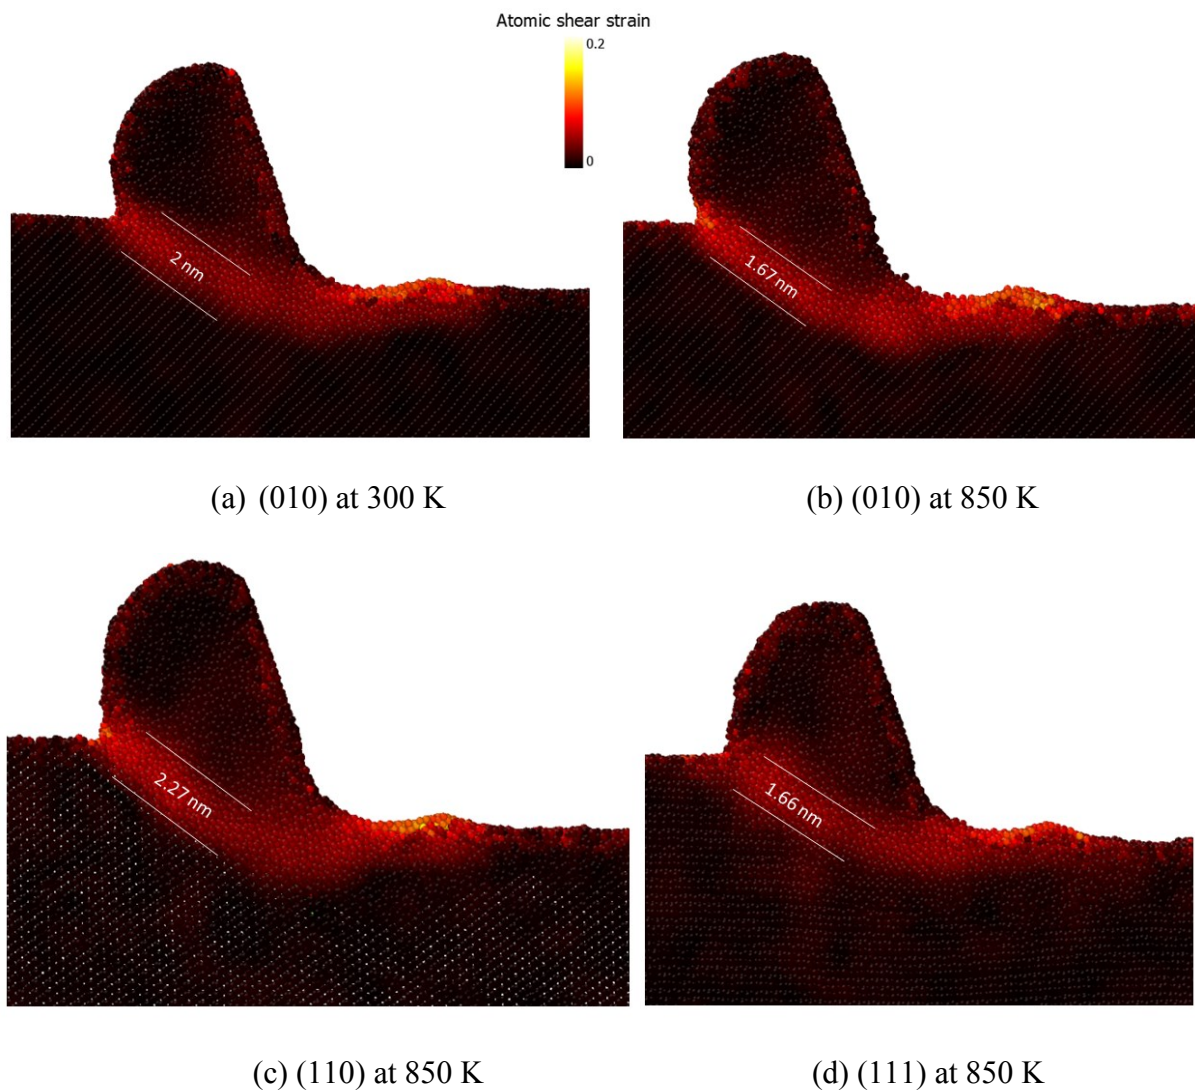 Atomic shear strain
0.2
0
2 nm
1.67 nm
(a) (010) at 300 K
(b) (010) at 850 K
2.27 nm
1.66 nm
(c) (110) at 850 K
(d) (111) at 850 K